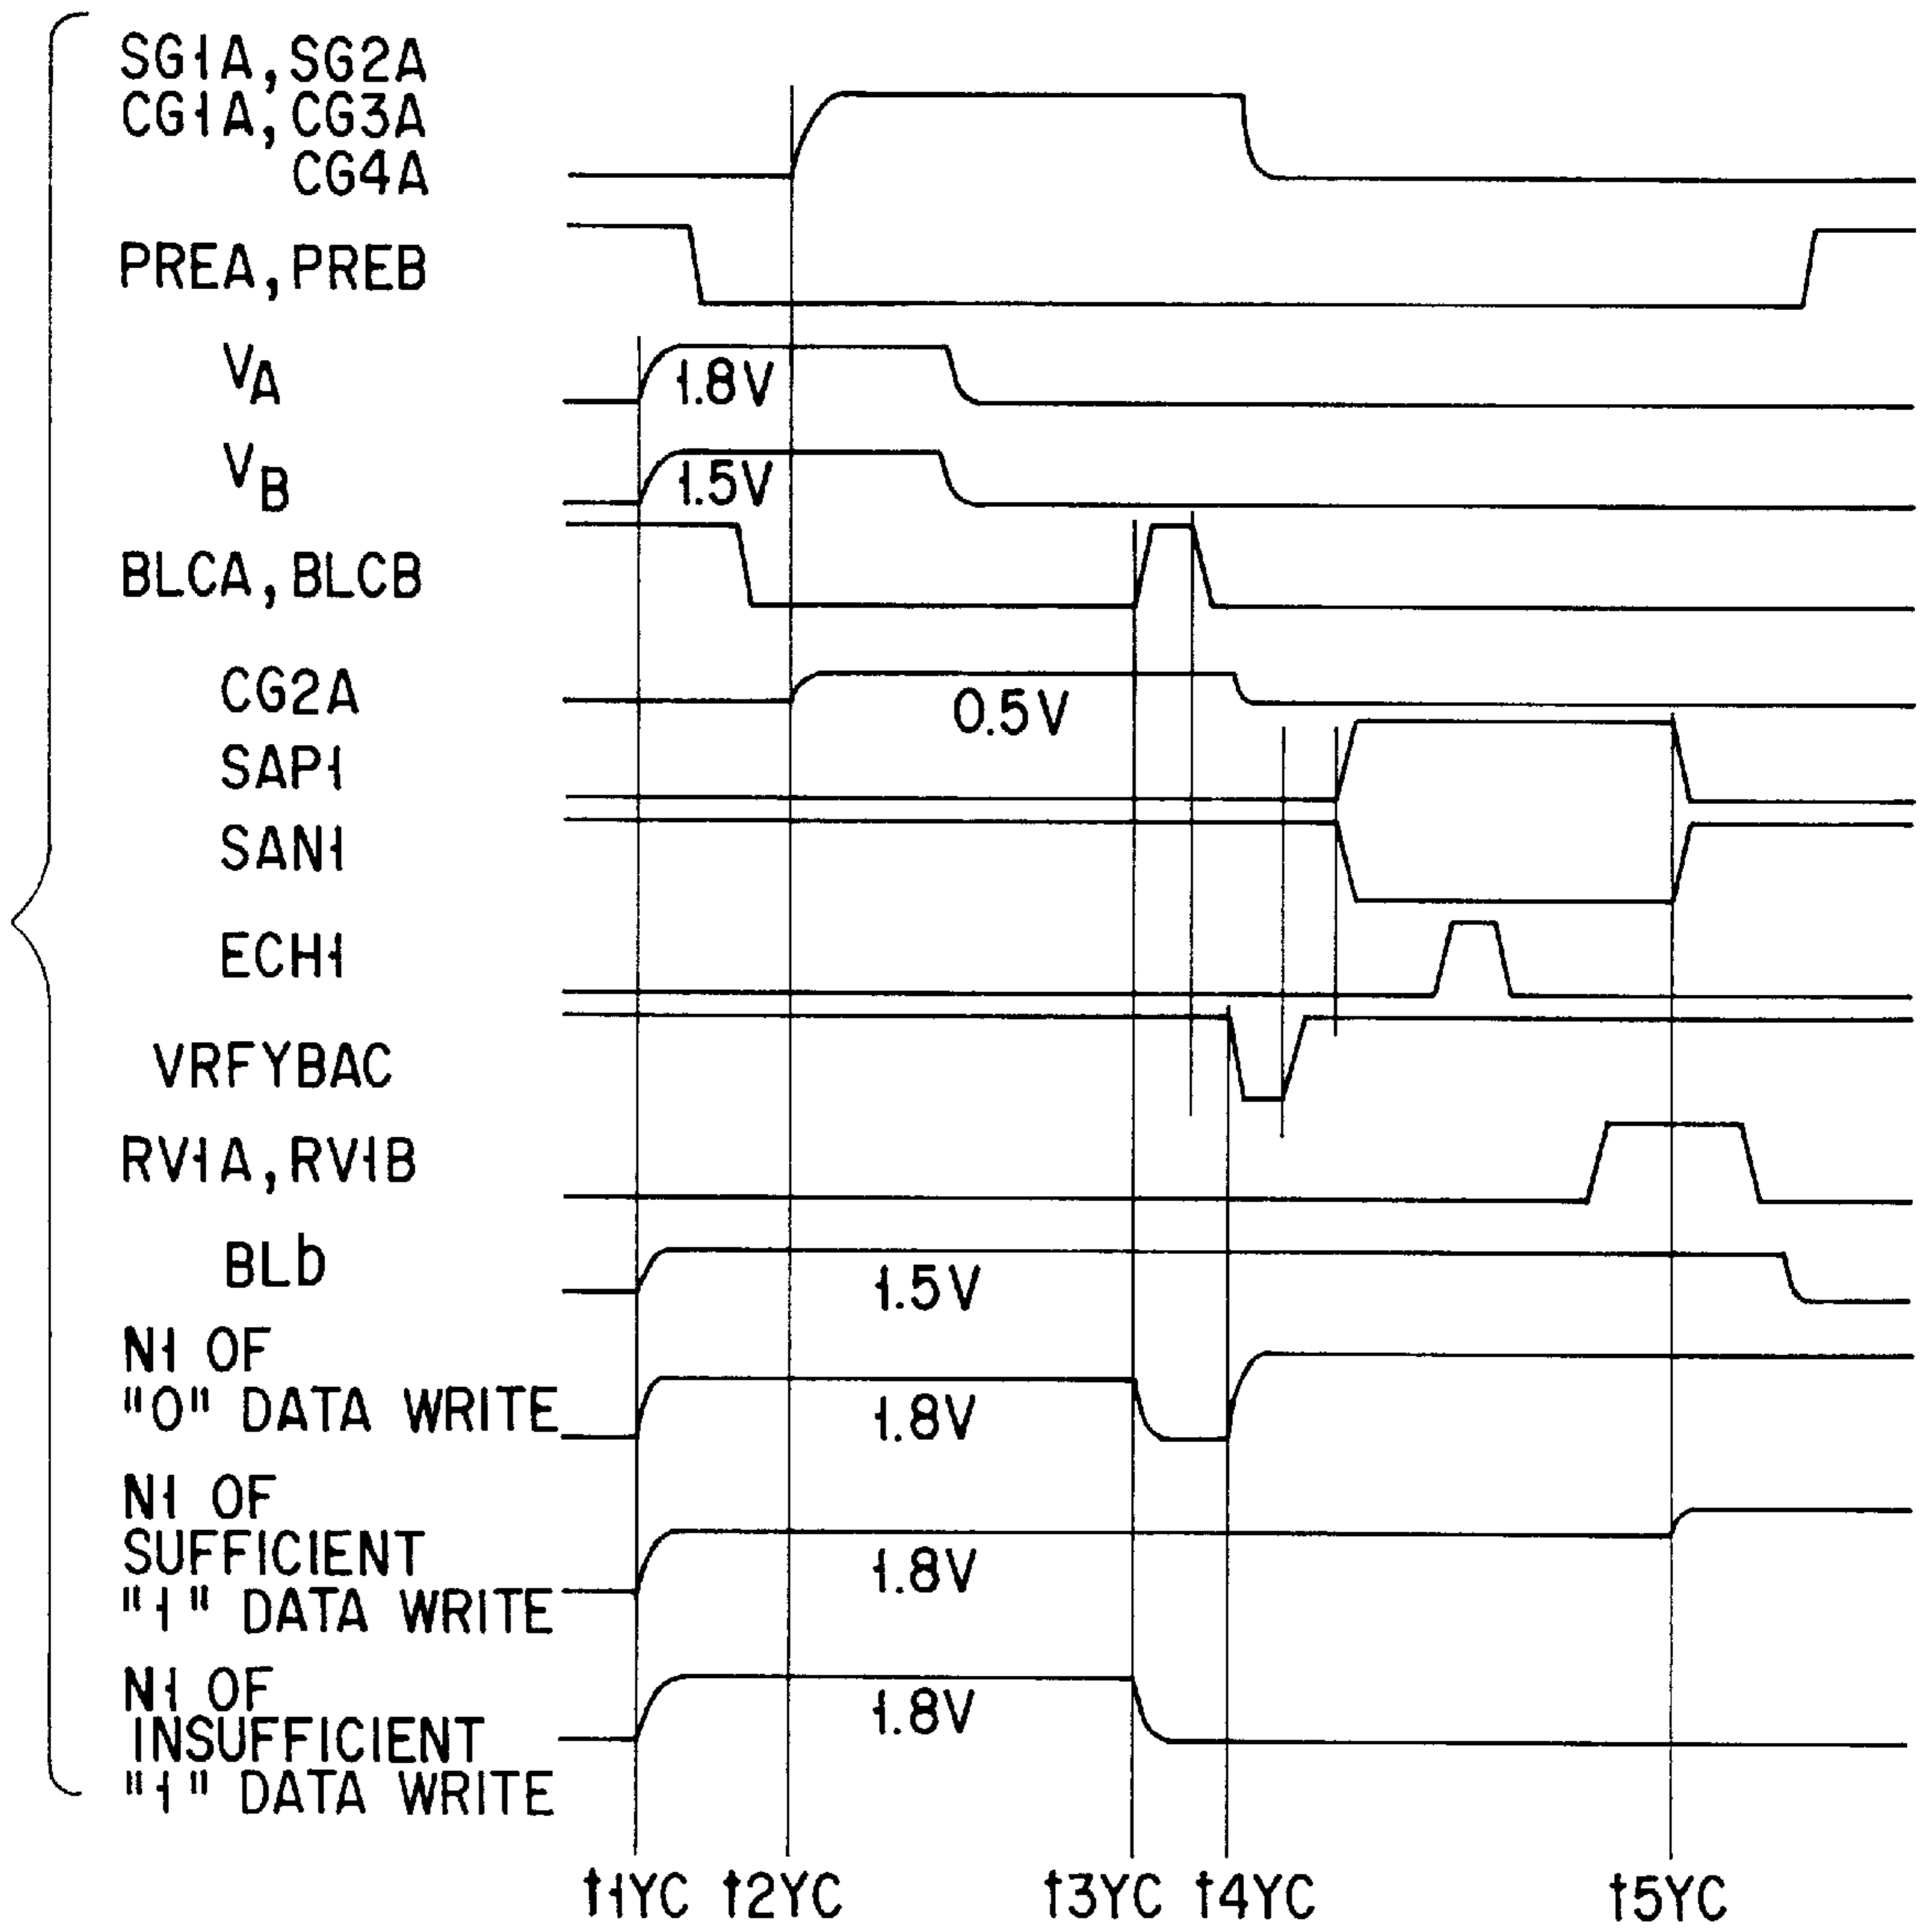 SG1A, SG2A
CG1A, CG3A
CG4A
PREA, PREB
VA
1.8V
VB
1.5V
BLCA, BLCB
CG2A
0.5V
SAP1
SAN1
ECH1
VRFYBAC
RV1A, RV1B
BLb
1.5V
N1 OF
"0" DATA WRITE
1.8V
N1 OF
SUFFICIENT
"1" DATA WRITE
1.8V
N1 OF
INSUFFICIENT
"1" DATA WRITE
1.8V
t1YC t2YC t3YC t4YC t5YC